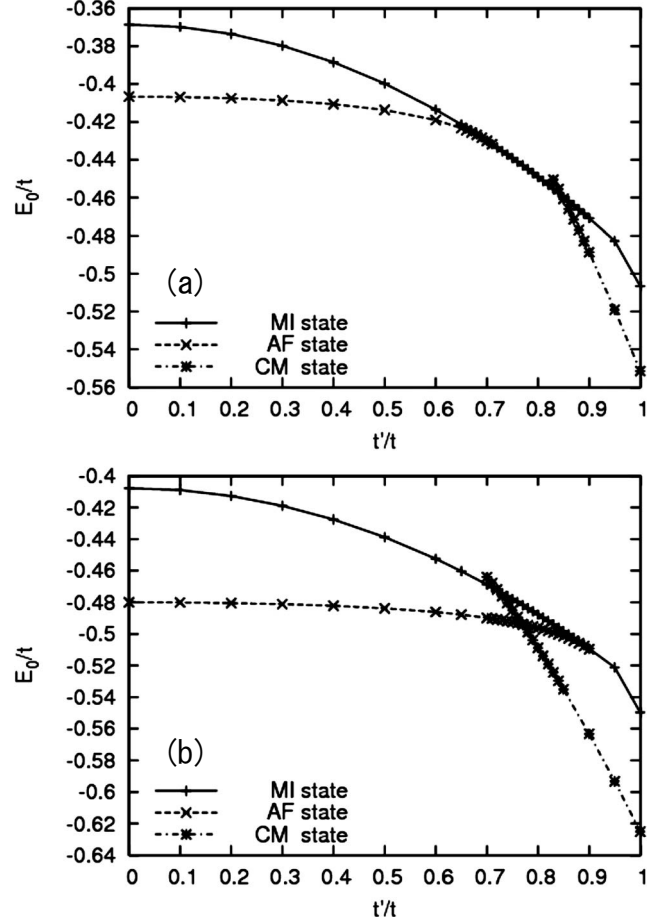 -0.36
-0.38
-0.4
-0.42
-0.44
-0.46
-0.48
-0.5
-0.52
-0.54
-0.56
E0/t
(a)
MI state
AF state
CM state
0 0.1 0.2 0.3 0.4 0.5 0.6 0.7 0.8 0.9 1
t'/t
-0.4
-0.42
-0.44
-0.46
-0.48
-0.5
-0.52
-0.54
-0.56
-0.58
-0.6
-0.62
-0.64
E0/t
(b)
MI state
AF state
CM state
0 0.1 0.2 0.3 0.4 0.5 0.6 0.7 0.8 0.9 1
t'/t